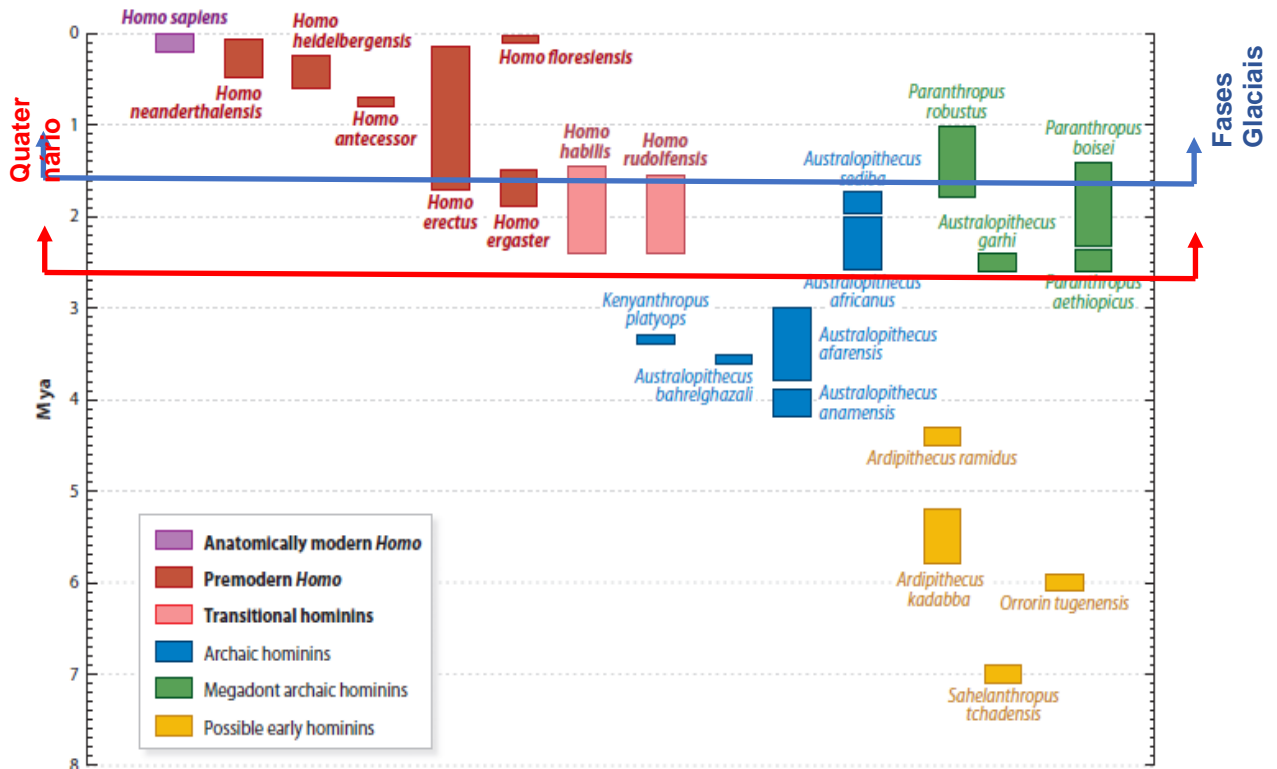 0
Homo sapiens
Homo
heidelbergensis
Homo floresiensis
Homo
neanderthalensis
Homo
antecessor
Paranthropus
robustus
Fases
Glaciais
Quater
nário
1
Homo
habilis
Homo
rudolfensis
Australopithecus
sediba
Paranthropus
boisei
2
Homo
erectus
Homo
ergaster
Australopithecus
garhi
Australopithecus
africanus
Paranthropus
aethiopicus
3
Kenyanthropus
platyops
Australopithecus
afarensis
Australopithecus
bahrelghazali
Mya
4
Australopithecus
anamensis
Ardipithecus ramidus
5
Anatomically modern Homo
Premodern Homo
Transitional hominins
Archaic hominins
Megadont archaic hominins
Possible early hominins
6
Ardipithecus
kadabba
Orrorin tugenensis
7
Sahelanthropus
tchadensis
8